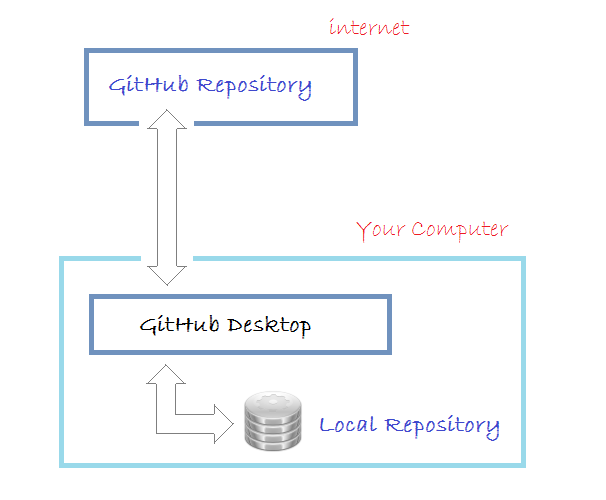 internet
GitHub Repository
Your Computer
GitHub Desktop
Local Repository